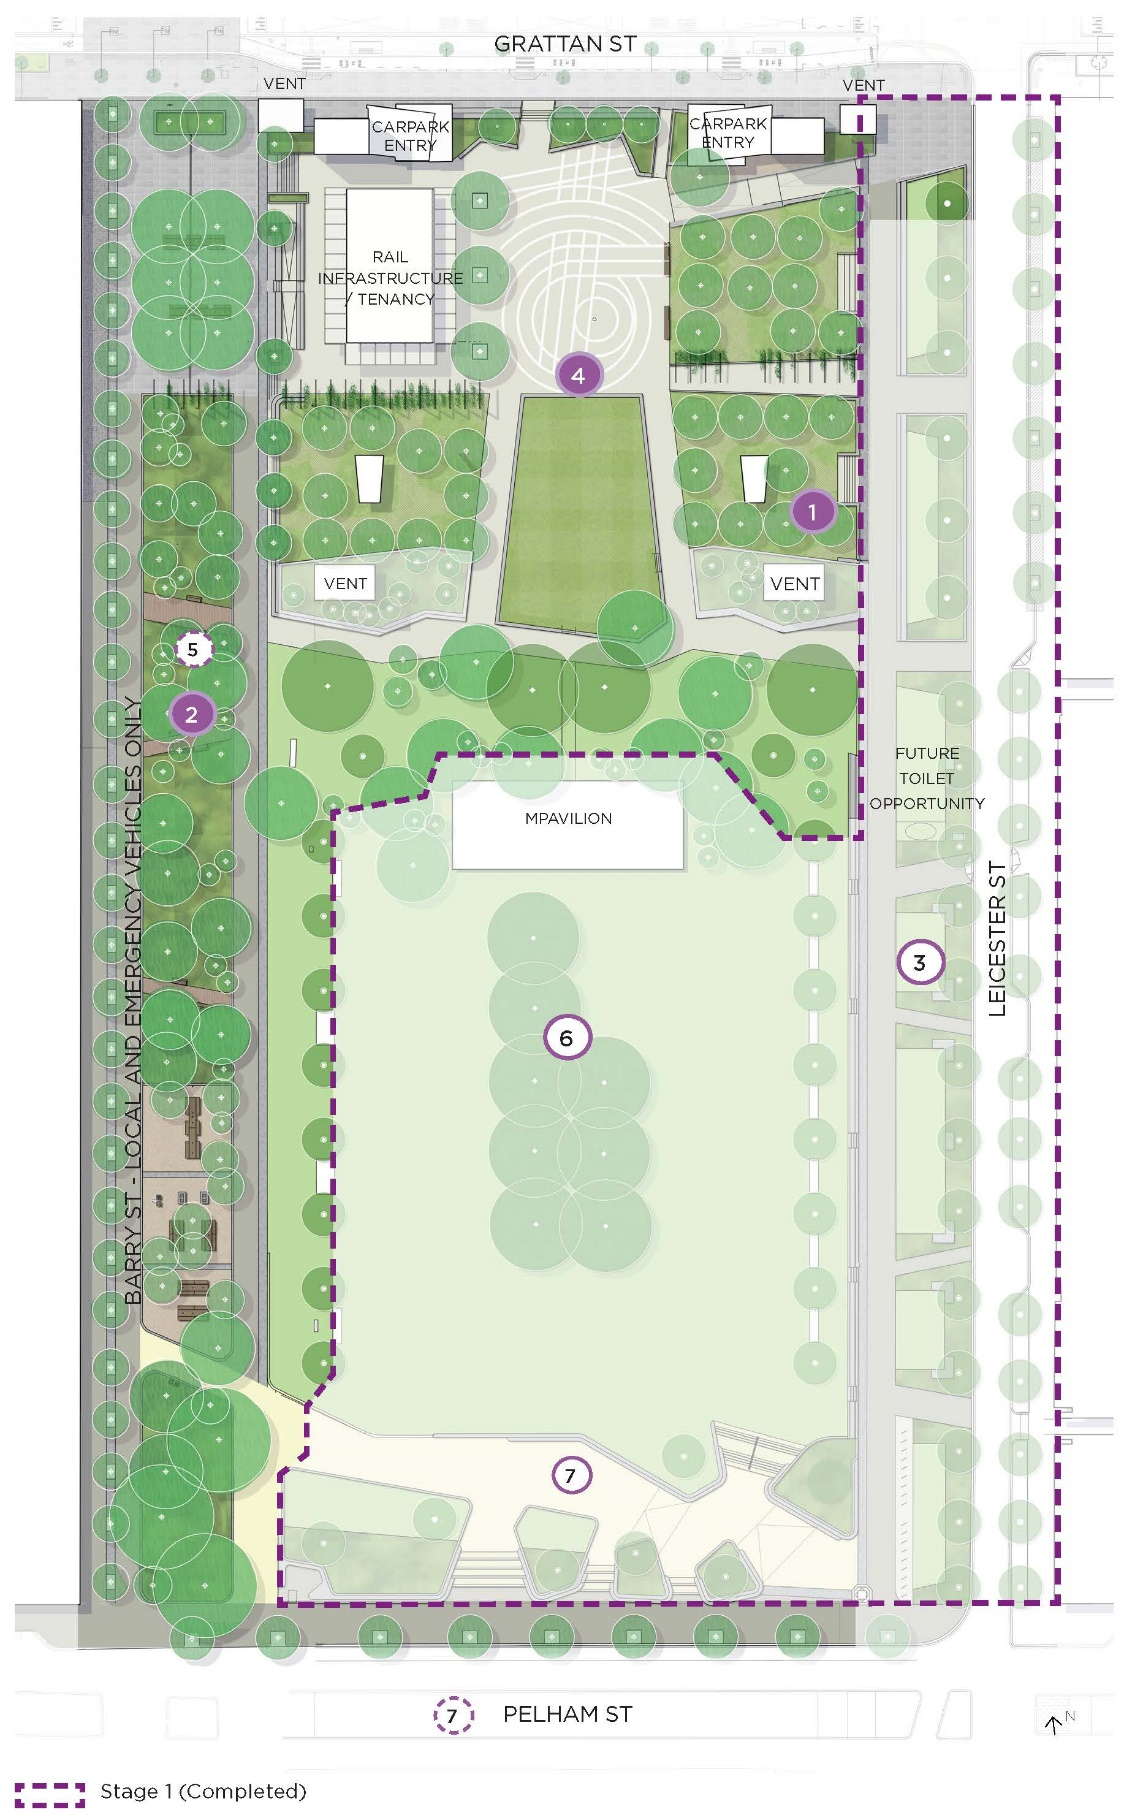 GRATTAN ST
VENT
VENT
CARPARK
ENTRY
CARPARK
ENTRY
RAIL
INFRASTRUCTURE
/ TENANCY
4
1
VENT
VENT
5
2
BARRY ST - LOCAL AND EMERGENCY VEHICLES ONLY
FUTURE
TOILET
OPPORTUNITY
MPAVILION
LEICESTER ST
3
6
7
7
PELHAM ST
N
Stage 1 (Completed)